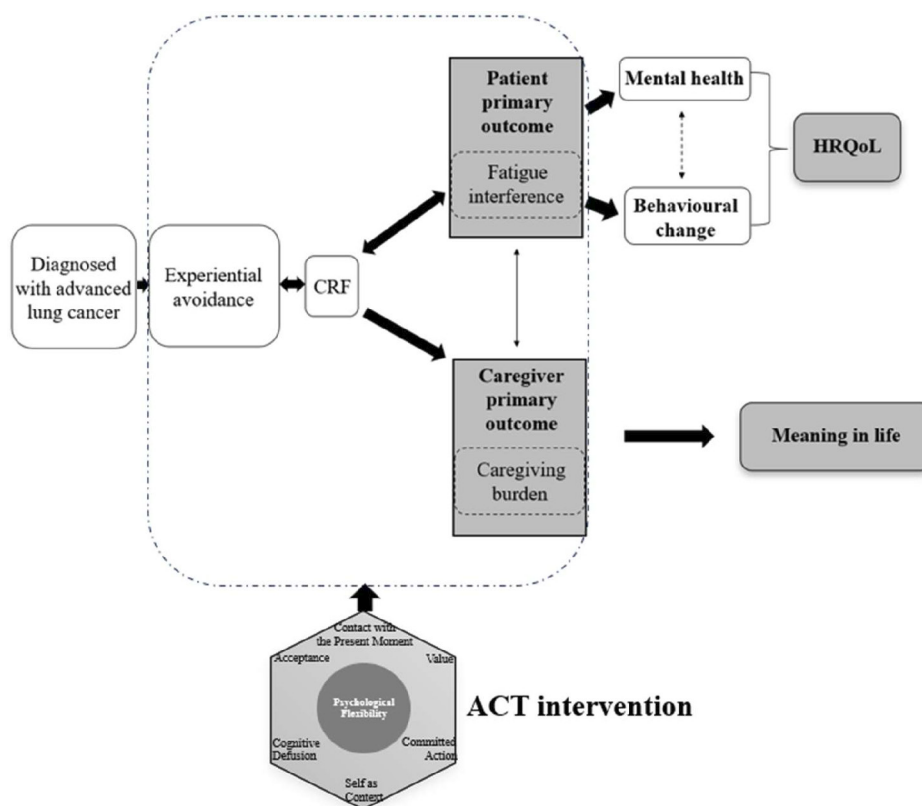 Patient
primary
outcome
Fatigue
interference
Mental health
Behavioural
change
HRQoL
Diagnosed
with advanced
lung cancer
Experiential
avoidance
CRF
Caregiver
primary
outcome
Caregiving
burden
Meaning in life
Contact with
the Present Moment
Acceptance
Value
Psychological
Flexibility
Cognitive
Defusion
Committed
Action
Self as
Context
ACT intervention